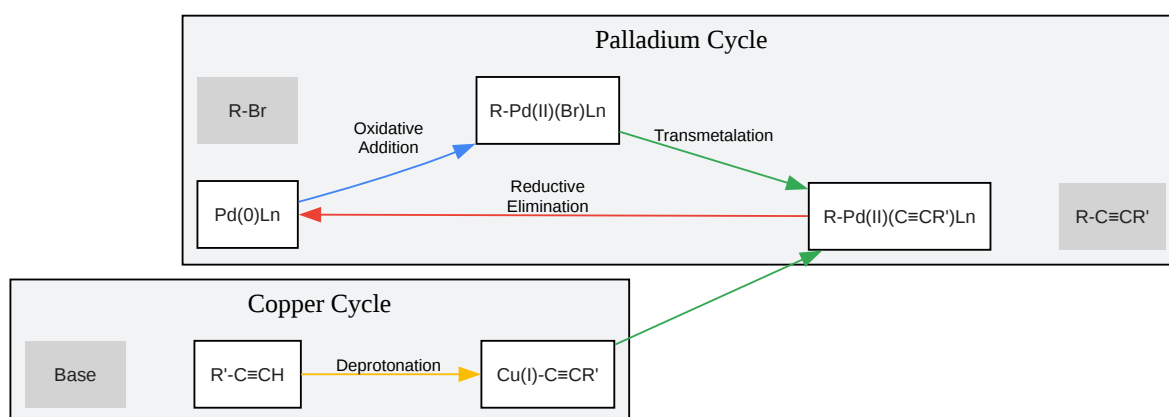 Palladium Cycle
R-Br
R-Pd(II)(Br)Ln
Oxidative
Addition
Transmetalation
Pd(0)Ln
Reductive
Elimination
R-Pd(II)(C≡CR')Ln
R-C≡CR'
Copper Cycle
Base
R'-C≡CH
Deprotonation
Cu(I)-C≡CR'